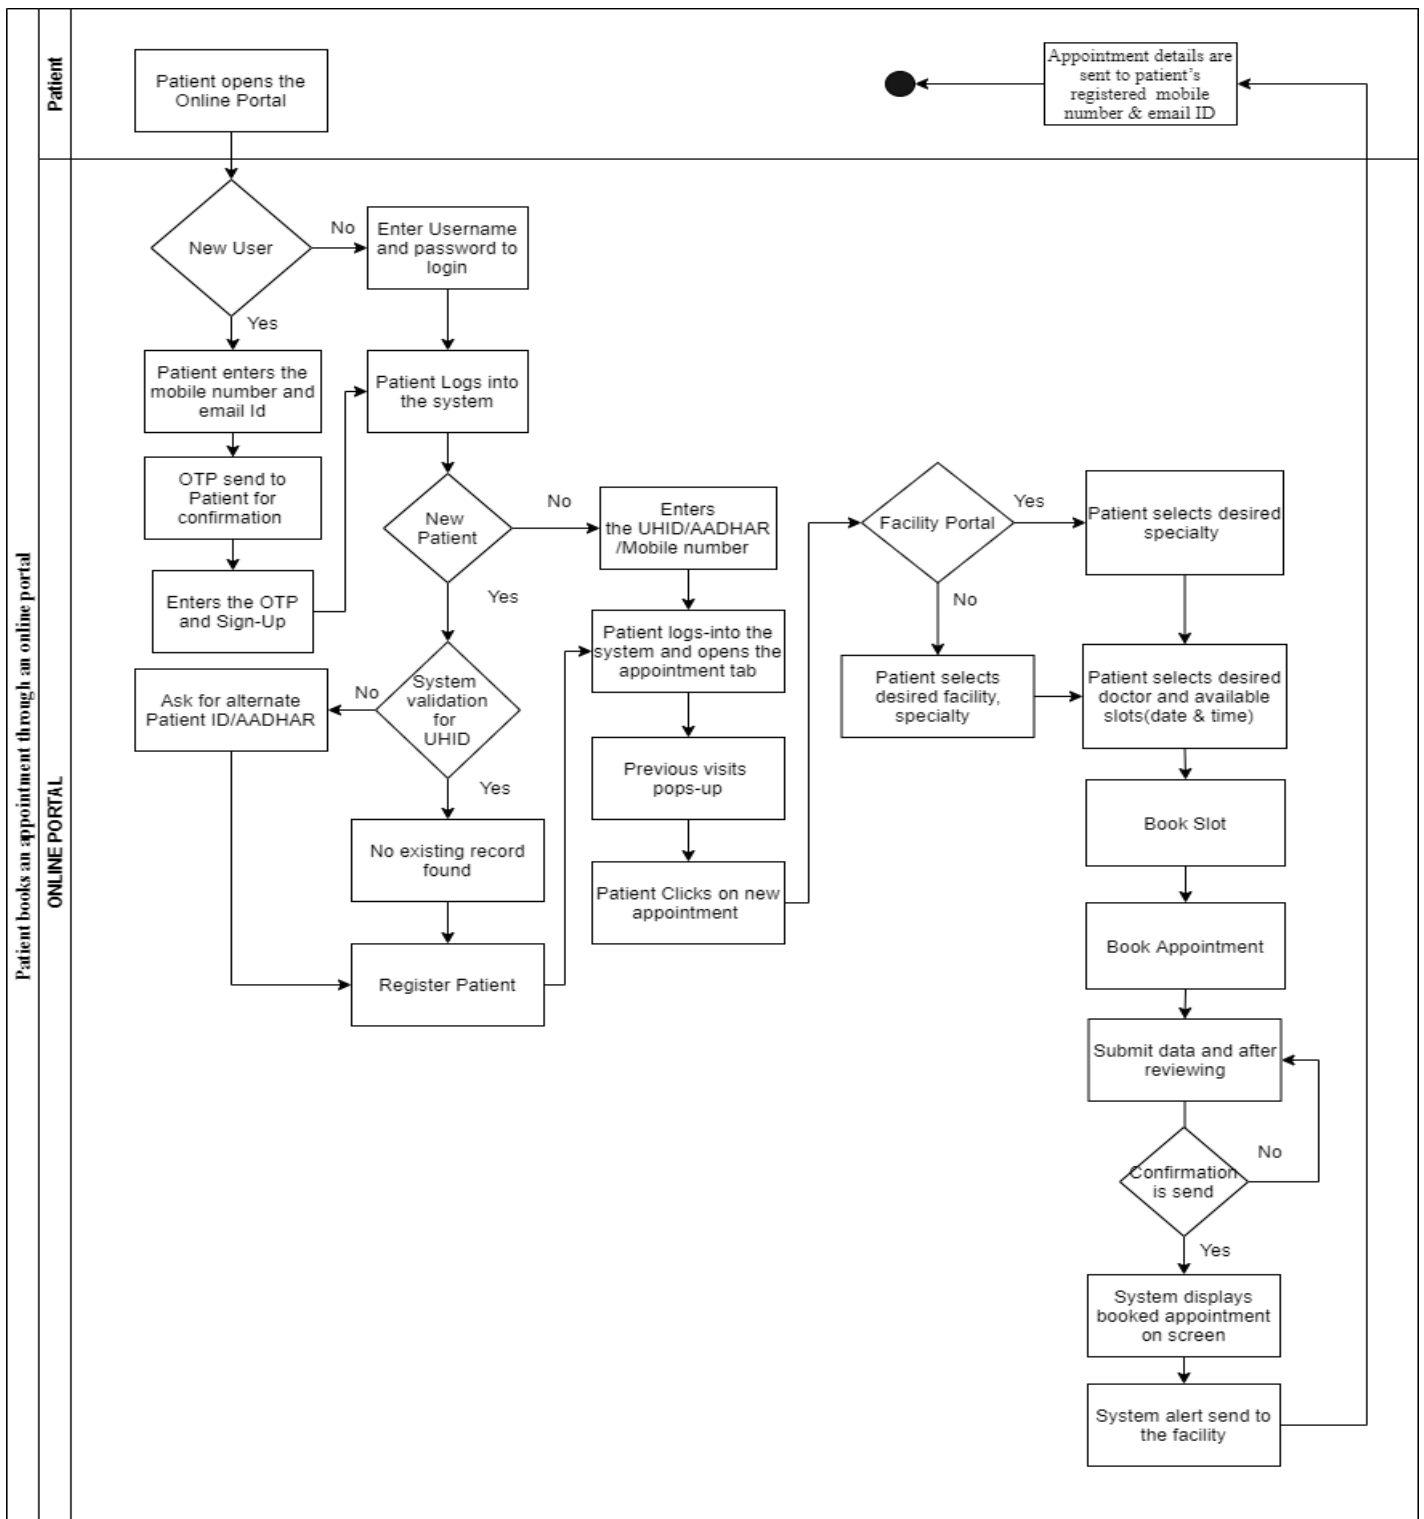 Patient books an appointment through an online portal
Patient
ONLINE PORTAL
Patient opens the
Online Portal
Appointment details are
sent to patient's
registered mobile
number & email ID
New User
No
Yes
Enter Username
and password to
login
Patient enters the
mobile number and
email Id
Patient Logs into
the system
OTP send to
Patient for
confirmation
Enters the OTP
and Sign-Up
New
Patient
No
Yes
Enters
the UHID/AADHAR
/Mobile number
Facility Portal
Yes
No
Patient selects desired
specialty
Ask for alternate
Patient ID/AADHAR
No
System
validation
for
UHID
Yes
Patient logs-into the
system and opens the
appointment tab
Patient selects
desired facility,
specialty
Patient selects desired
doctor and available
slots(date & time)
Previous visits
pops-up
Book Slot
No existing record
found
Patient Clicks on new
appointment
Book Appointment
Register Patient
Submit data and after
reviewing
Confirmation
is send
No
Yes
System displays
booked appointment
on screen
System alert send to
the facility